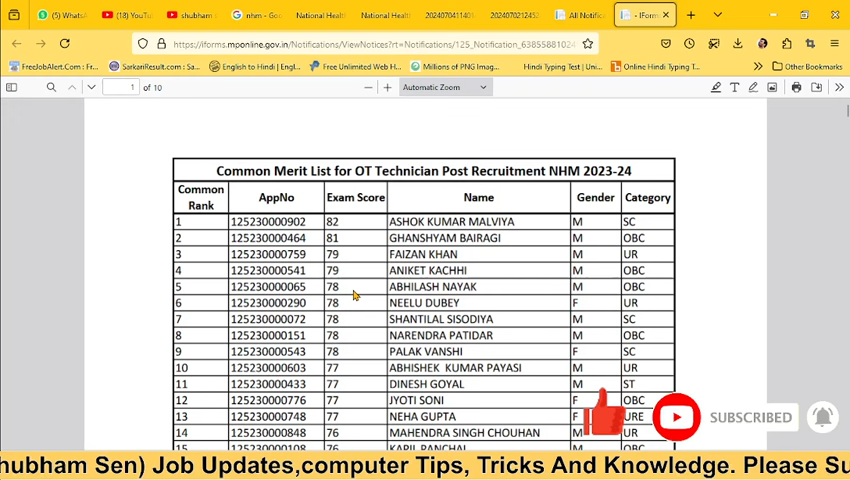 (5) WhatsA
(18) YouTu
shubham s
nhm - Goo
National Healt
National Healt
2024070411401
202407021245
All Notific
IForms
https://iforms.mponline.gov.in/Notifications/ViewNotices?rt=Notifications/125_Notification_63855881024
FreeJobAlert.Com : Fr...
SarkariResult.com : Sa...
English to Hindi | Engl...
Free Unlimited Web H...
Millions of PNG Imag...
Hindi Typing Test | Uni...
Online Hindi Typing T...
Other Bookmarks
1 of 10
Automatic Zoom
Common Merit List for OT Technician Post Recruitment NHM 2023-24
Common Rank AppNo Exam Score Name Gender Category
1 125230000902 82 ASHOK KUMAR MALVIYA M SC
2 125230000464 81 GHANSHYAM BAIRAGI M OBC
3 125230000759 79 FAIZAN KHAN M UR
4 125230000541 79 ANIKET KACHHI M OBC
5 125230000065 78 ABHILASH NAYAK M OBC
6 125230000290 78 NEELU DUBEY F UR
7 125230000072 78 SHANTILAL SISODIYA M SC
8 125230000151 78 NARENDRA PATIDAR M OBC
9 125230000543 78 PALAK VANSHI F SC
10 125230000603 77 ABHISHEK KUMAR PAYASI M UR
11 125230000433 77 DINESH GOYAL M ST
12 125230000776 77 JYOTI SONI F OBC
13 125230000748 77 NEHA GUPTA F URE
14 125230000848 76 MAHENDRA SINGH CHOUHAN M UR
15 125230000108 76 KAPIL PANCHAL M OBC
SUBSCRIBED
hubham Sen) Job Updates,computer Tips, Tricks And Knowledge. Please Su